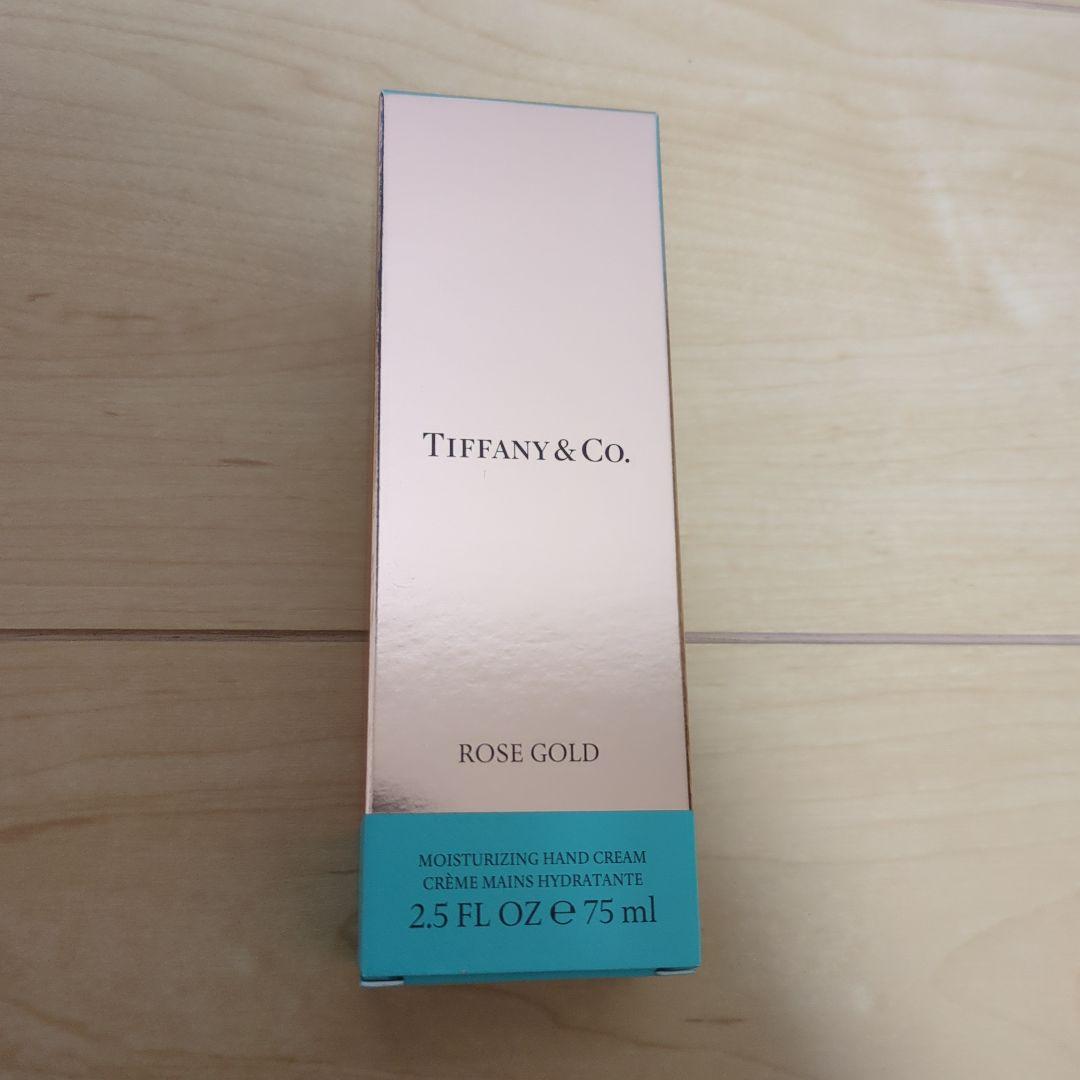 TIFFANY & CO.
ROSE GOLD
MOISTURIZING HAND CREAM
CRÈME MAINS HYDRATANTE
2.5 FL OZ ℮ 75 ml